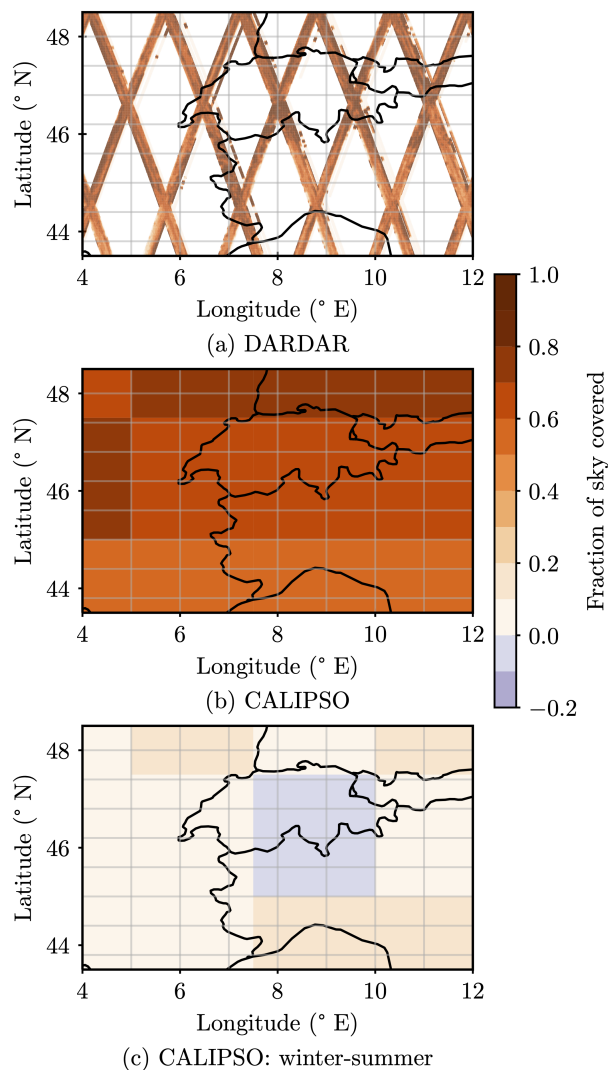 48
46
44
Latitude (° N)
4 6 8 10 12
Longitude (° E)
(a) DARDAR
48
46
44
Latitude (° N)
4 6 8 10 12
Longitude (° E)
(b) CALIPSO
1.0
0.8
0.6
0.4
0.2
0.0
−0.2
Fraction of sky covered
48
46
44
Latitude (° N)
4 6 8 10 12
Longitude (° E)
(c) CALIPSO: winter-summer